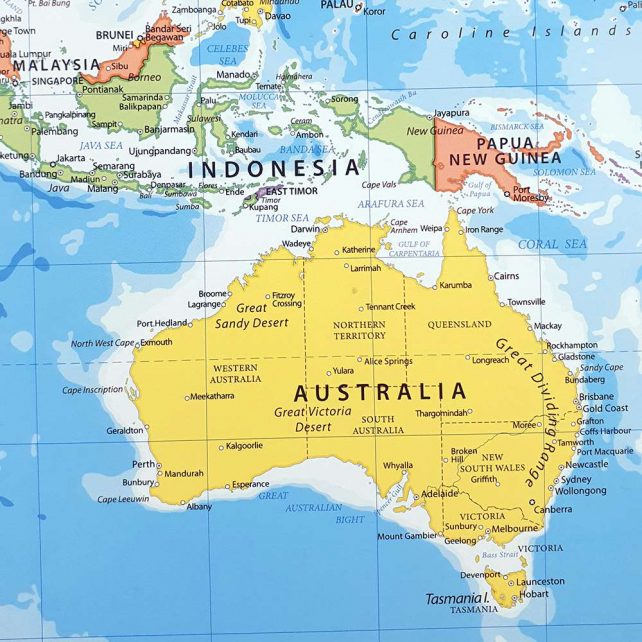 Pt. Bai Bung
Zamboanga
Cotabato
Mindanao
Davao
PALAU
Koror
Caroline Islands
BRUNEI
Bandar Seri
Begawan
Jolo
Tupi
Miri
CELEBES
SEA
Kuala Lumpur
MALAYSIA
Sibu
SINGAPORE
Borneo
Manado
Ternate
Halmahera
Pontianak
Samarinda
Balikpapan
MOLUCCA
SEA
Sorong
Jambi
Pangkalpinang
Palu
Sulawesi
Palembang
Sampit
Banjarmasin
Kendari
Ceram
Ambon
Jayapura
New Guinea
BISMARCK SEA
JAVA SEA
Ujungpandang
Baubau
BANDA SEA
PAPUA
NEW GUINEA
SOLOMON SEA
Jakarta
Semarang
Bandung
Madiun
Surabaya
Java
Malang
Denpasar
Bali
Sumbawa
Sumba
Flores
Ende
INDONESIA
EAST TIMOR
Timor
Kupang
Cape Vals
Gulf of
Papua
Port
Moresby
TIMOR SEA
ARAFURA SEA
Cape York
Darwin
Cape
Arnhem
Weipa
Iron Range
CORAL SEA
Wadeye
Katherine
GULF OF
CARPENTARIA
Larrimah
Karumba
Cairns
Broome
Lagrange
Fitzroy
Crossing
Great
Sandy Desert
Tennant Creek
Townsville
Port Hedland
NORTHERN
TERRITORY
QUEENSLAND
Mackay
North West Cape
Exmouth
Great Dividing Range
Rockhampton
Gladstone
Sandy Cape
Bundaberg
WESTERN
AUSTRALIA
Yulara
Alice Springs
Longreach
Cape Inscription
Meekatharra
AUSTRALIA
Great Victoria
Desert
SOUTH
AUSTRALIA
Thargomindah
Brisbane
Gold Coast
Geraldton
Moree
Grafton
Coffs Harbour
Tamworth
Port Macquarie
Kalgoorlie
Broken
Hill
NEW
SOUTH WALES
Griffith
Newcastle
Perth
Mandurah
Whyalla
Sydney
Wollongong
Bunbury
Esperance
Spencer Gulf
Adelaide
Cape Leeuwin
Albany
GREAT
AUSTRALIAN
BIGHT
Canberra
VICTORIA
Sunbury
Melbourne
Mount Gambier
Geelong
VICTORIA
Bass Strait
Devenport
Launceston
Tasmania I.
TASMANIA
Hobart